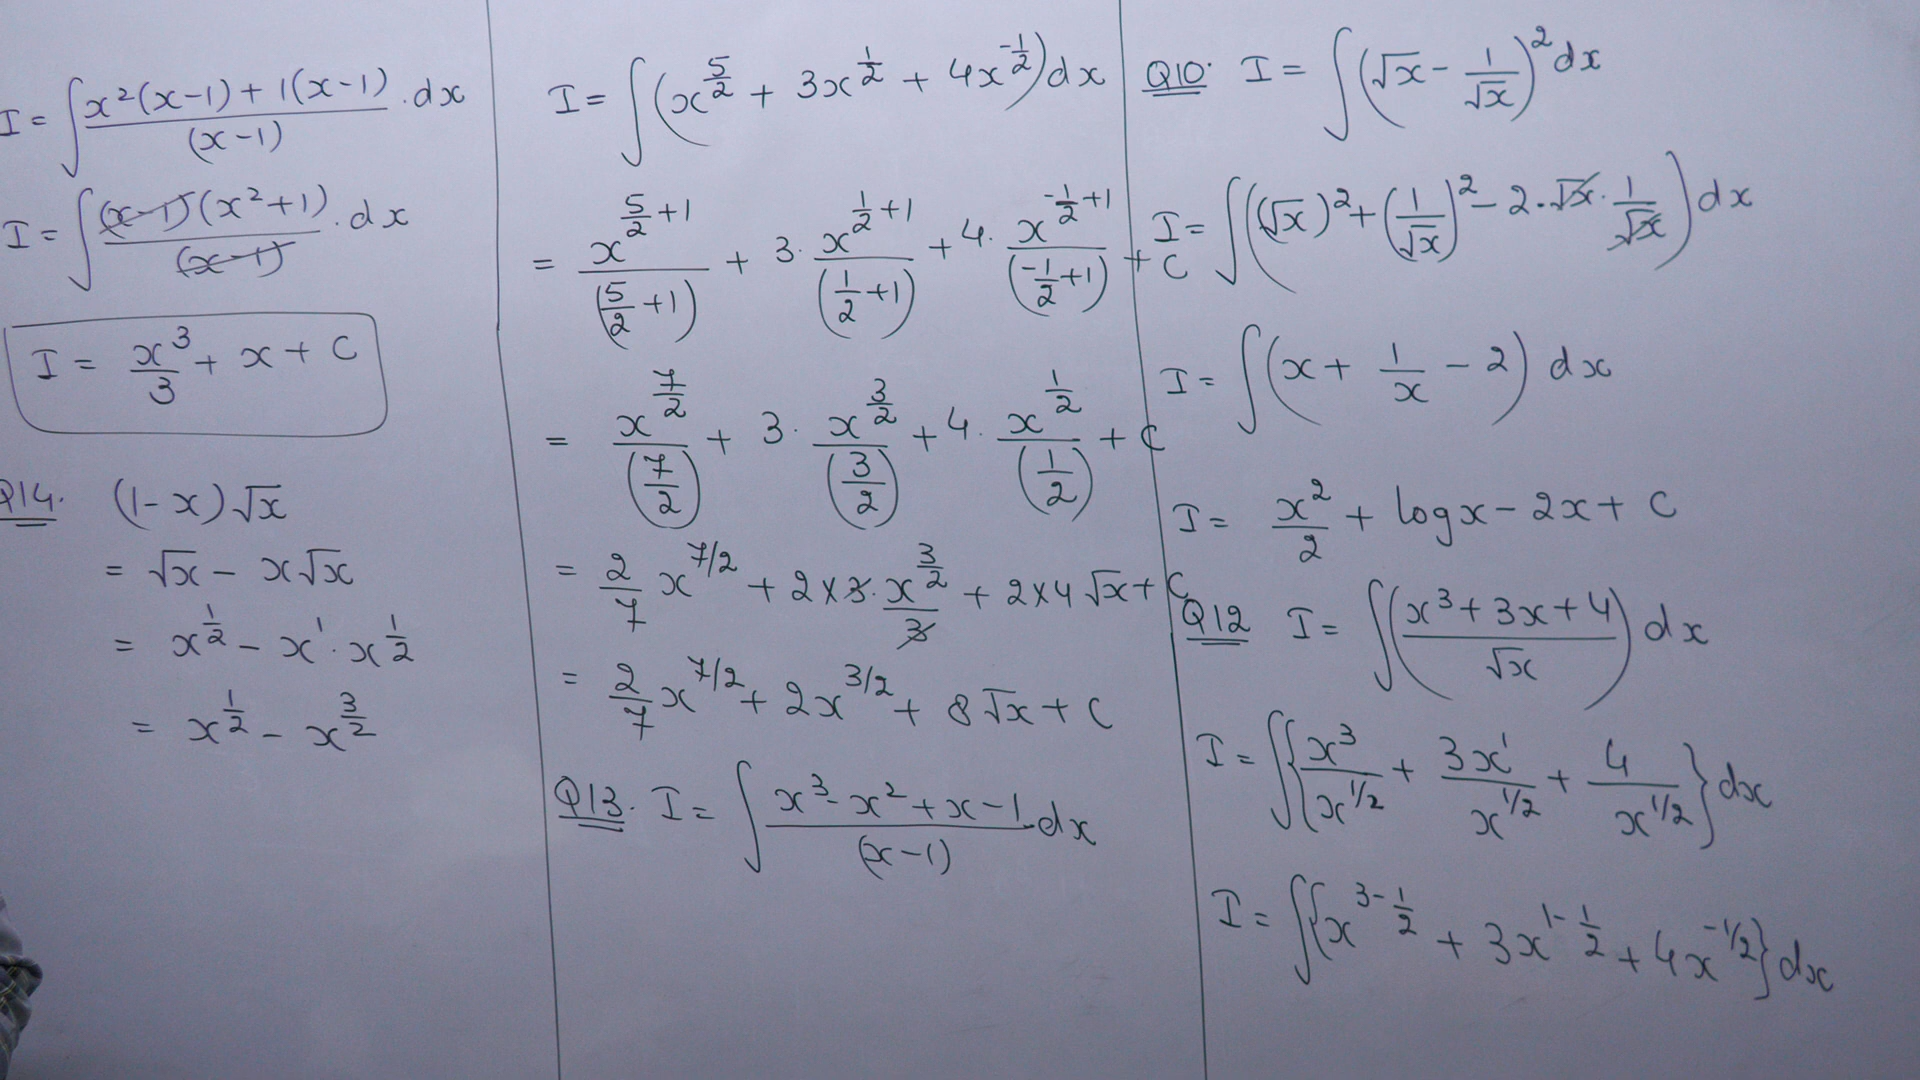 I = ∫ x²(x-1) + 1(x-1) / (x-1) . dx
I = ∫ (x-1)(x²+1) / (x-1) . dx
I = x³/3 + x + C
Q14. (1-x)√x
= √x - x√x
= x^(1/2) - x^1 · x^(1/2)
= x^(1/2) - x^(3/2)
I = ∫ (x^(5/2) + 3x^(1/2) + 4x^(-1/2)) dx
= x^(5/2+1) / (5/2+1) + 3. x^(1/2+1) / (1/2+1) + 4. x^(-1/2+1) / (-1/2+1) + C
= x^(7/2) / (7/2) + 3. x^(3/2) / (3/2) + 4. x^(1/2) / (1/2) + C
= 2/7 x^(7/2) + 2×3. x^(3/2)/3 + 2×4√x + C
= 2/7 x^(7/2) + 2x^(3/2) + 8√x + C
Q13. I = ∫ x³ - x² + x - 1 / (x-1) dx
Q10. I = ∫ (√x - 1/√x)² dx
I = ∫ ((√x)² + (1/√x)² - 2.√x. 1/√x) dx
I = ∫ (x + 1/x - 2) dx
I = x²/2 + logx - 2x + C
Q12 I = ∫ (x³+3x+4 / √x) dx
I = ∫ {x³/x^(1/2) + 3x^1/x^(1/2) + 4/x^(1/2)} dx
I = ∫ {x^(3-1/2) + 3x^(1-1/2) + 4x^(-1/2)} dx